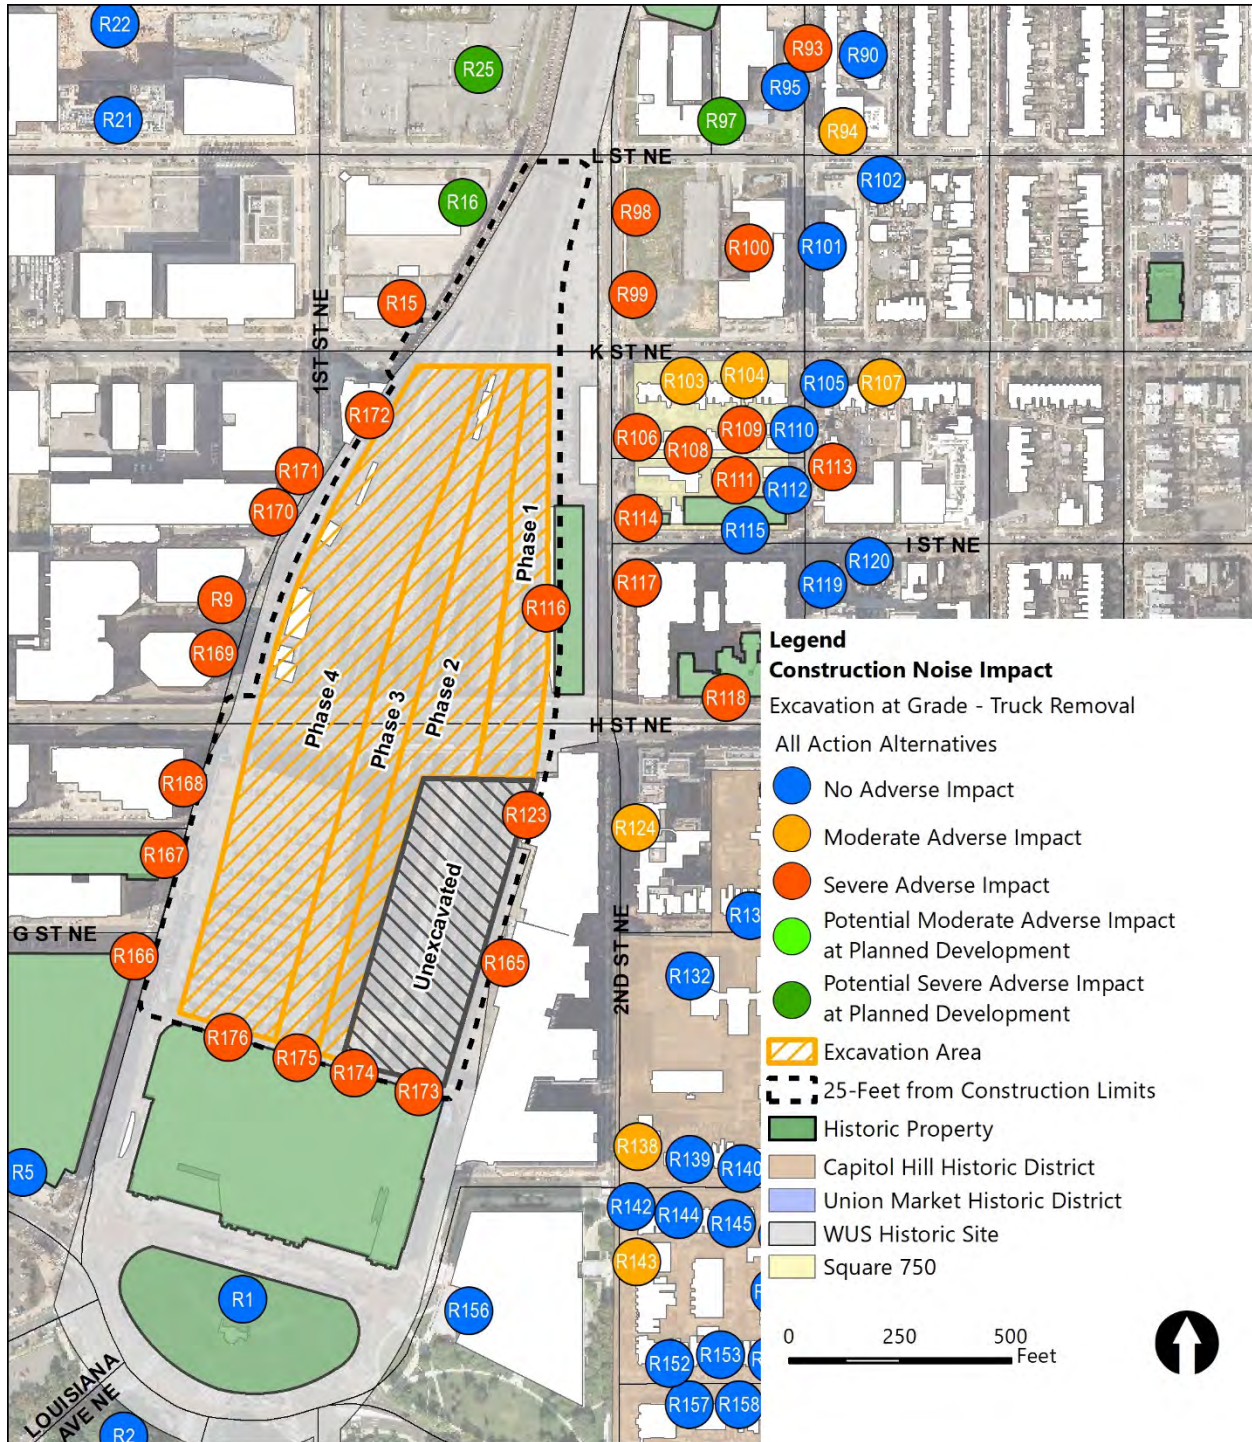 R22
R25
R93
R90
R95
R21
R97
R94
L ST NE
R102
R16
R98
R100
R101
R15
R99
1ST ST NE
K ST NE
R103
R104
R105
R107
R172
R106
R109
R110
R108
R113
R171
R111
R112
R170
R114
R115
Phase 1
I ST NE
R120
R117
R119
R9
R116
R169
R118
Phase 4
Phase 3
Phase 2
H ST NE
R168
R123
R124
R167
Unexcavated
G ST NE
R166
R165
R13
2ND ST NE
R132
R176
R175
R174
R173
R138
R139
R140
R5
R142
R144
R145
R143
R1
R156
R152
R153
R157
R158
LOUISIANA
AVE NE
R2
Legend
Construction Noise Impact
Excavation at Grade - Truck Removal
All Action Alternatives
No Adverse Impact
Moderate Adverse Impact
Severe Adverse Impact
Potential Moderate Adverse Impact
at Planned Development
Potential Severe Adverse Impact
at Planned Development
Excavation Area
25-Feet from Construction Limits
Historic Property
Capitol Hill Historic District
Union Market Historic District
WUS Historic Site
Square 750
0 250 500
Feet